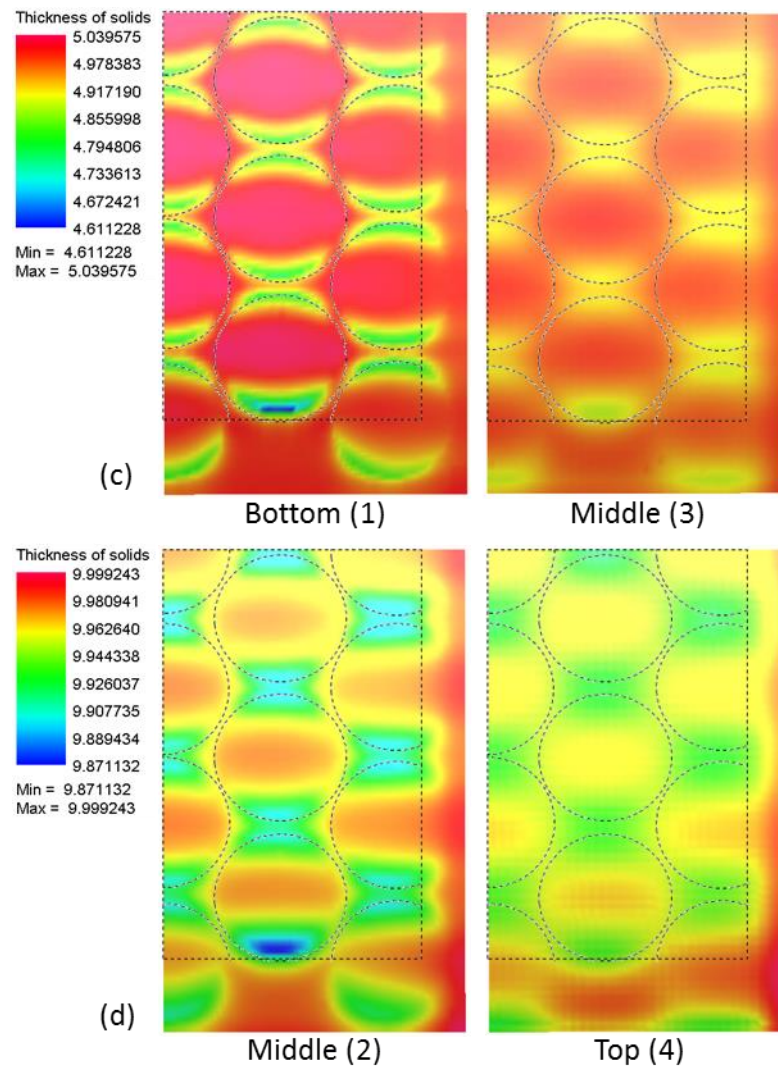 Thickness of solids
5.039575
4.978383
4.917190
4.855998
4.794806
4.733613
4.672421
4.611228
Min = 4.611228
Max = 5.039575
(c)
Bottom (1)
Middle (3)
Thickness of solids
9.999243
9.980941
9.962640
9.944338
9.926037
9.907735
9.889434
9.871132
Min = 9.871132
Max = 9.999243
(d)
Middle (2)
Top (4)